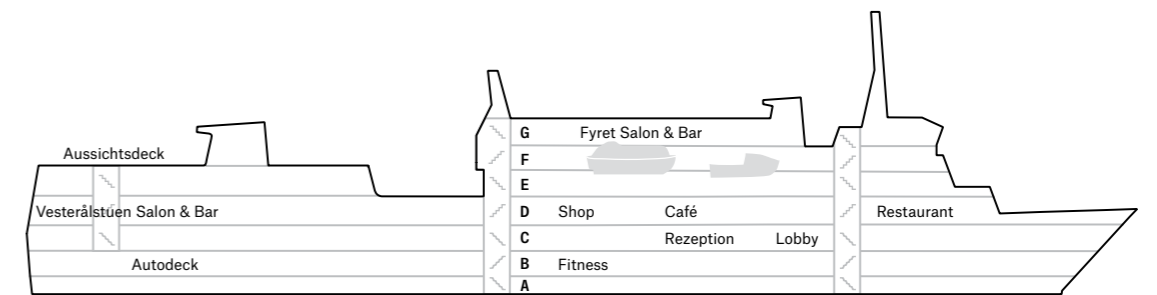 G Fyret Salon & Bar
Aussichtsdeck
F
E
Vesterålstuen Salon & Bar D Shop Café Restaurant
C Rezeption Lobby
Autodeck B Fitness
A